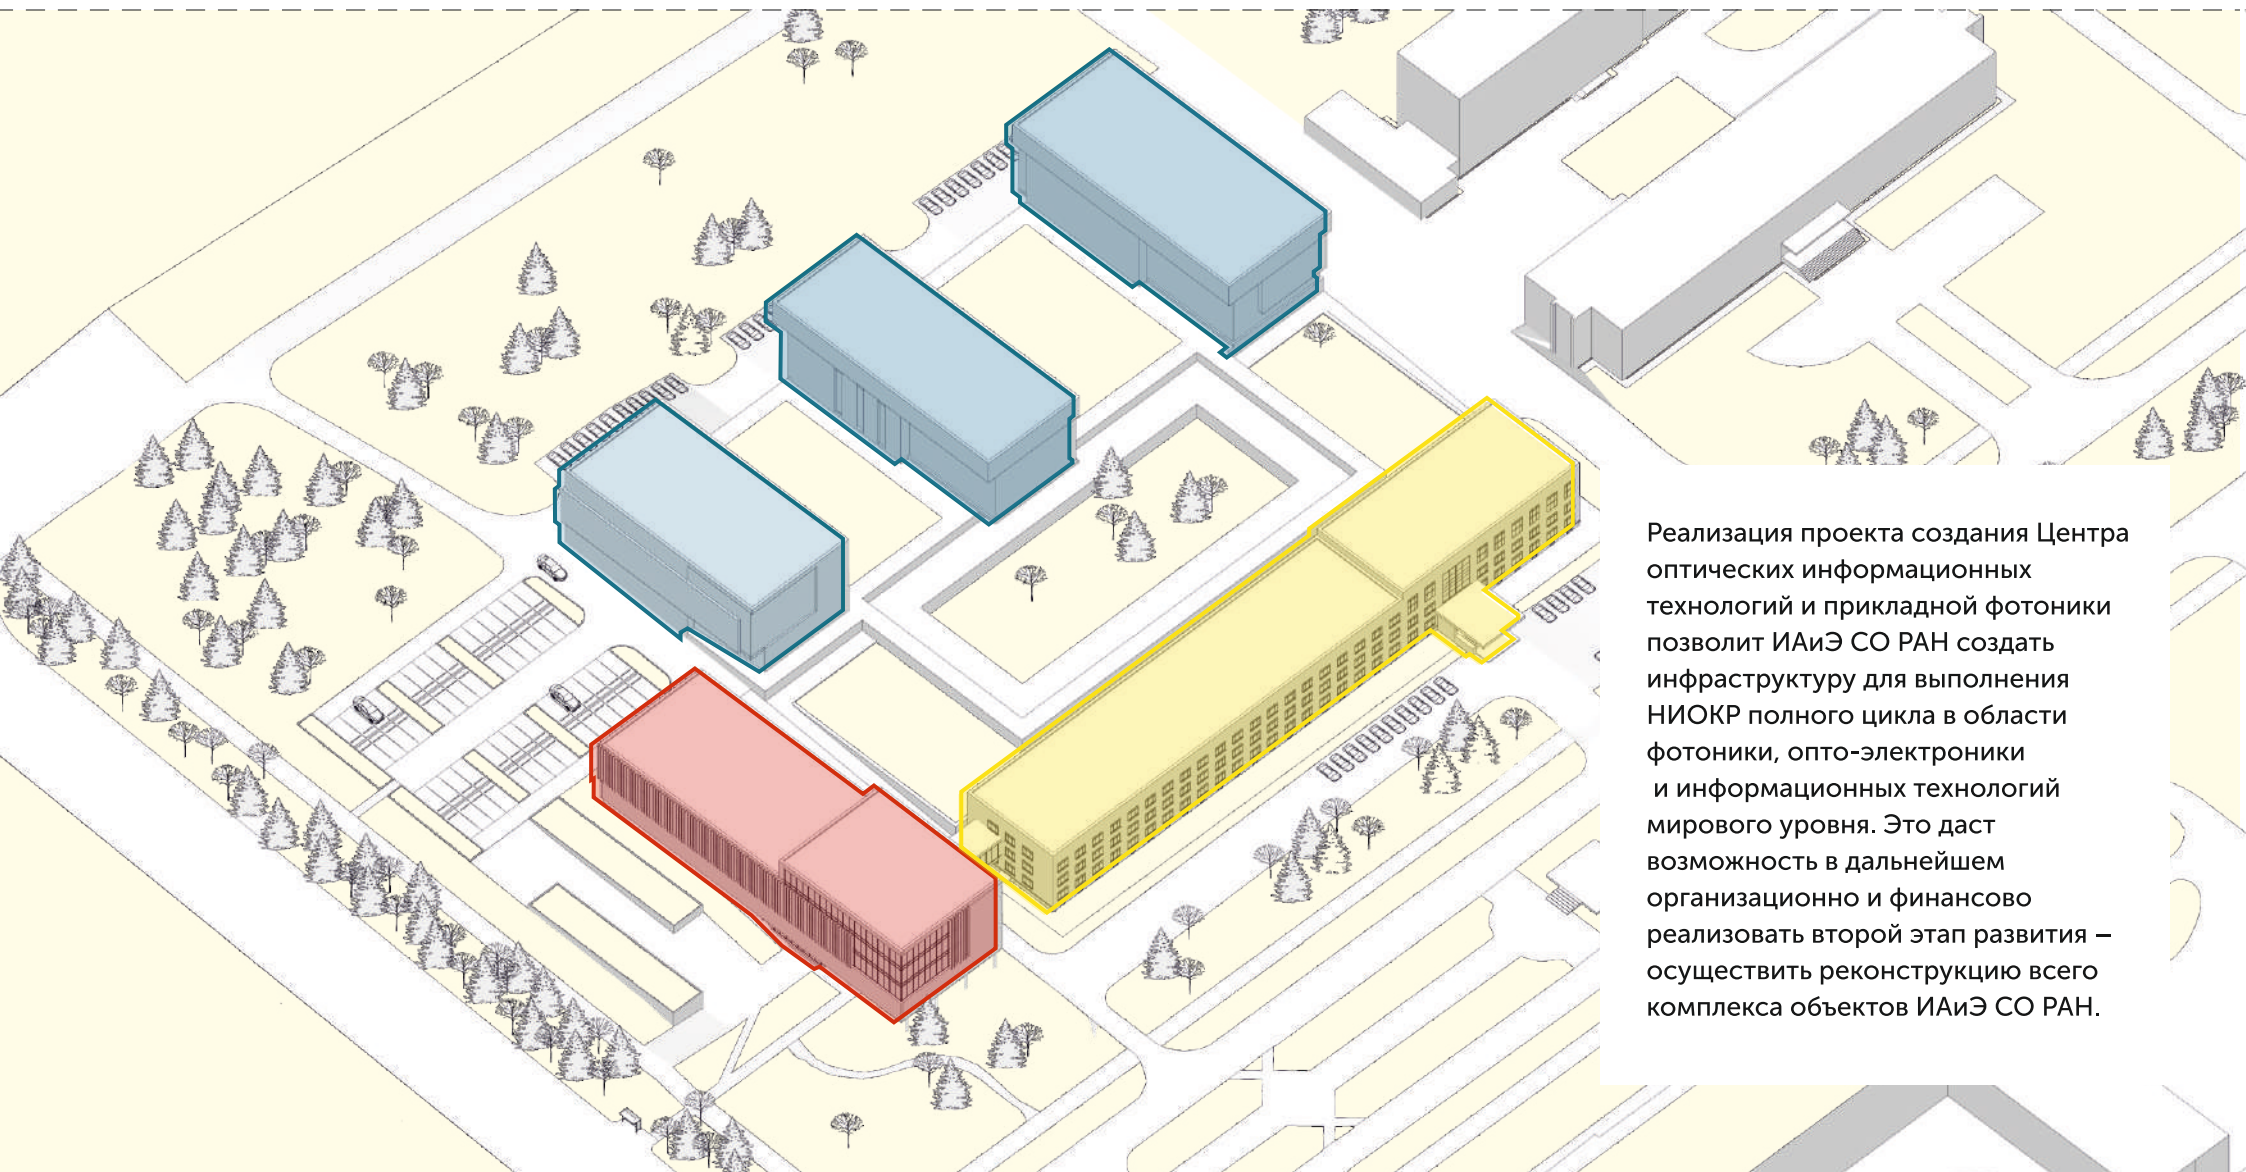 Реализация проекта создания Центра
оптических информационных
технологий и прикладной фотоники
позволит ИАиЭ СО РАН создать
инфраструктуру для выполнения
НИОКР полного цикла в области
фотоники, опто-электроники
и информационных технологий
мирового уровня. Это даст
возможность в дальнейшем
организационно и финансово
реализовать второй этап развития –
осуществить реконструкцию всего
комплекса объектов ИАиЭ СО РАН.